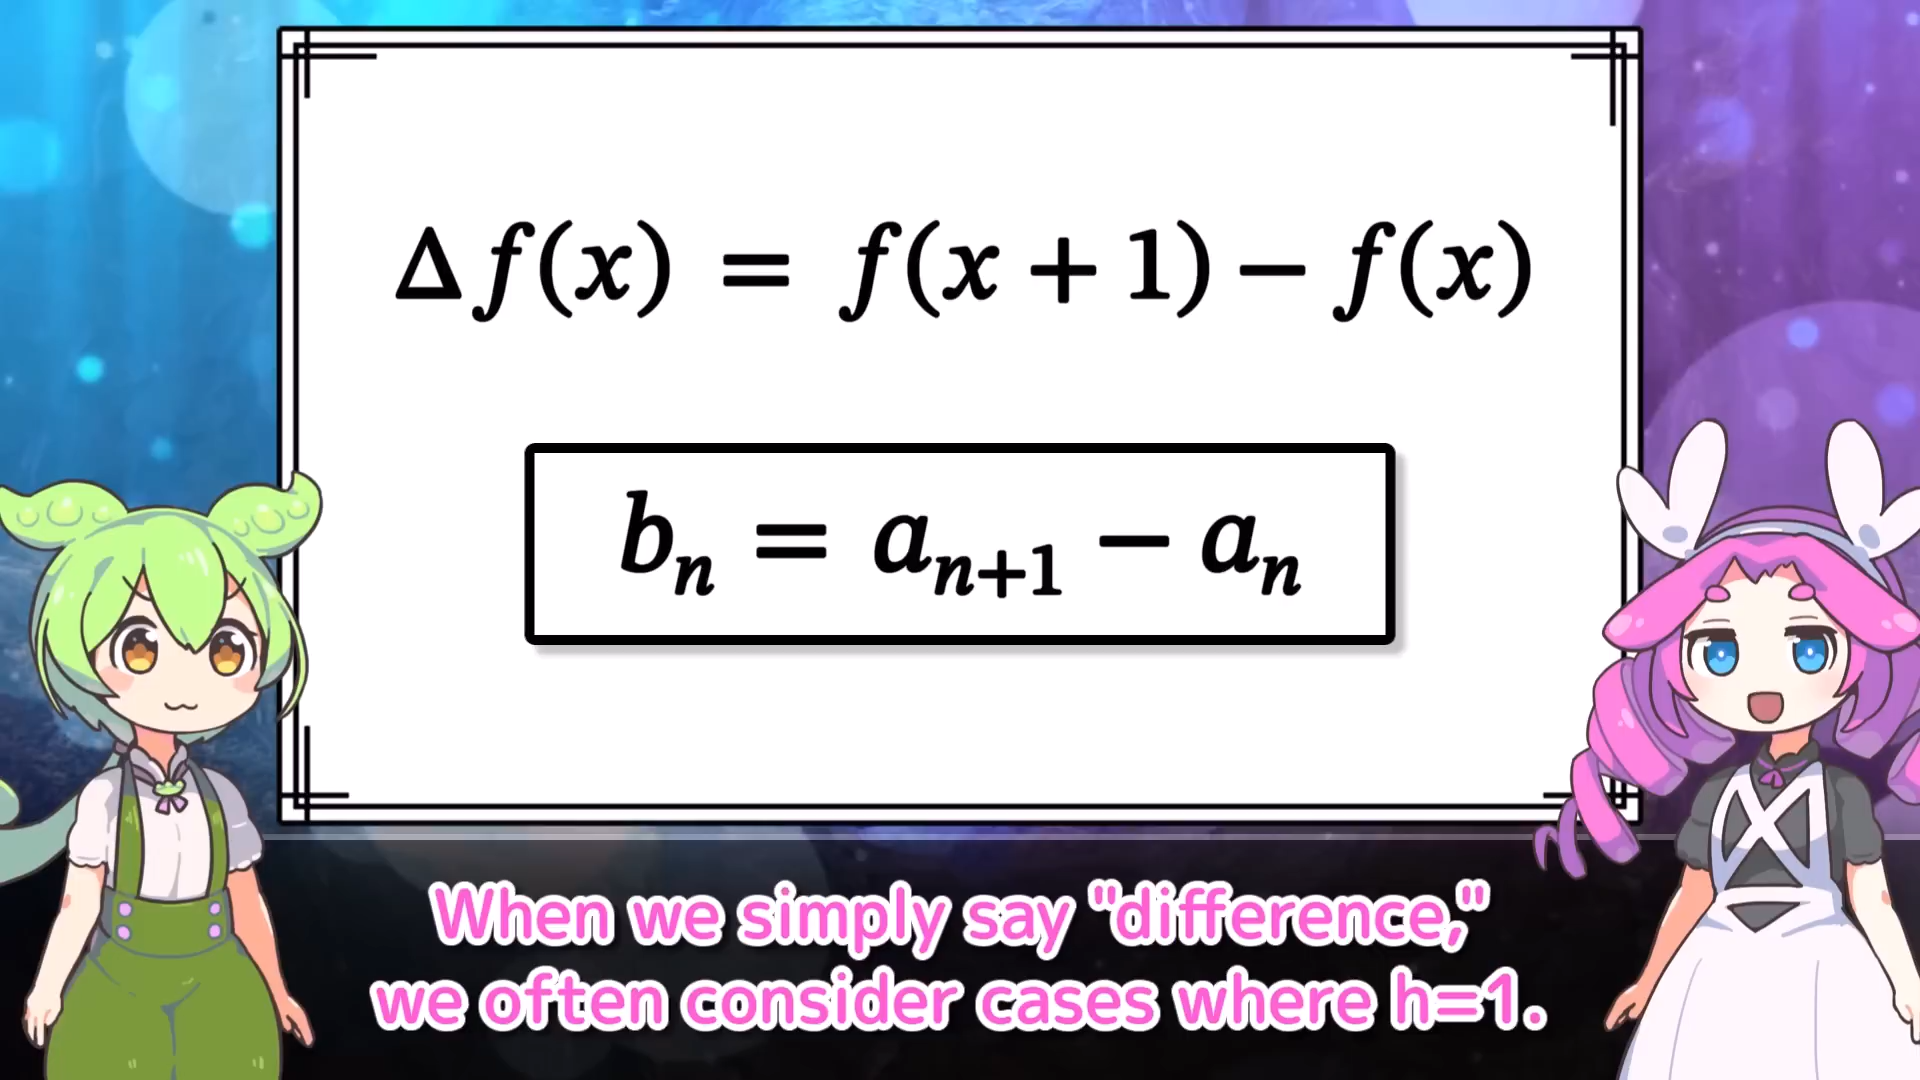 Δf(x) = f(x + 1) − f(x)
bₙ = aₙ₊₁ − aₙ
When we simply say "difference,"
we often consider cases where h=1.